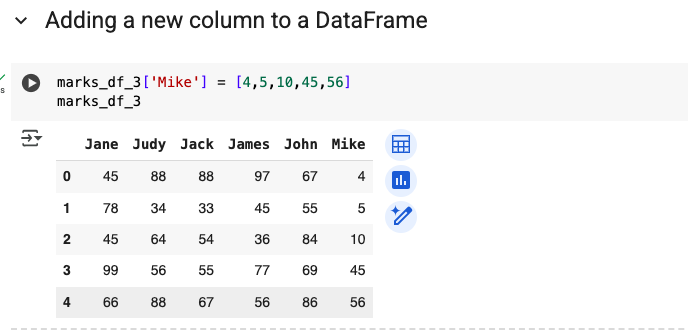 Adding a new column to a DataFrame
marks_df_3['Mike'] = [4,5,10,45,56]
s
marks_df_3
Jane Judy Jack James John Mike
0 45 88 88 97 67 4
1 78 34 33 45 55 5
2 45 64 54 36 84 10
3 99 56 55 77 69 45
4 66 88 67 56 86 56